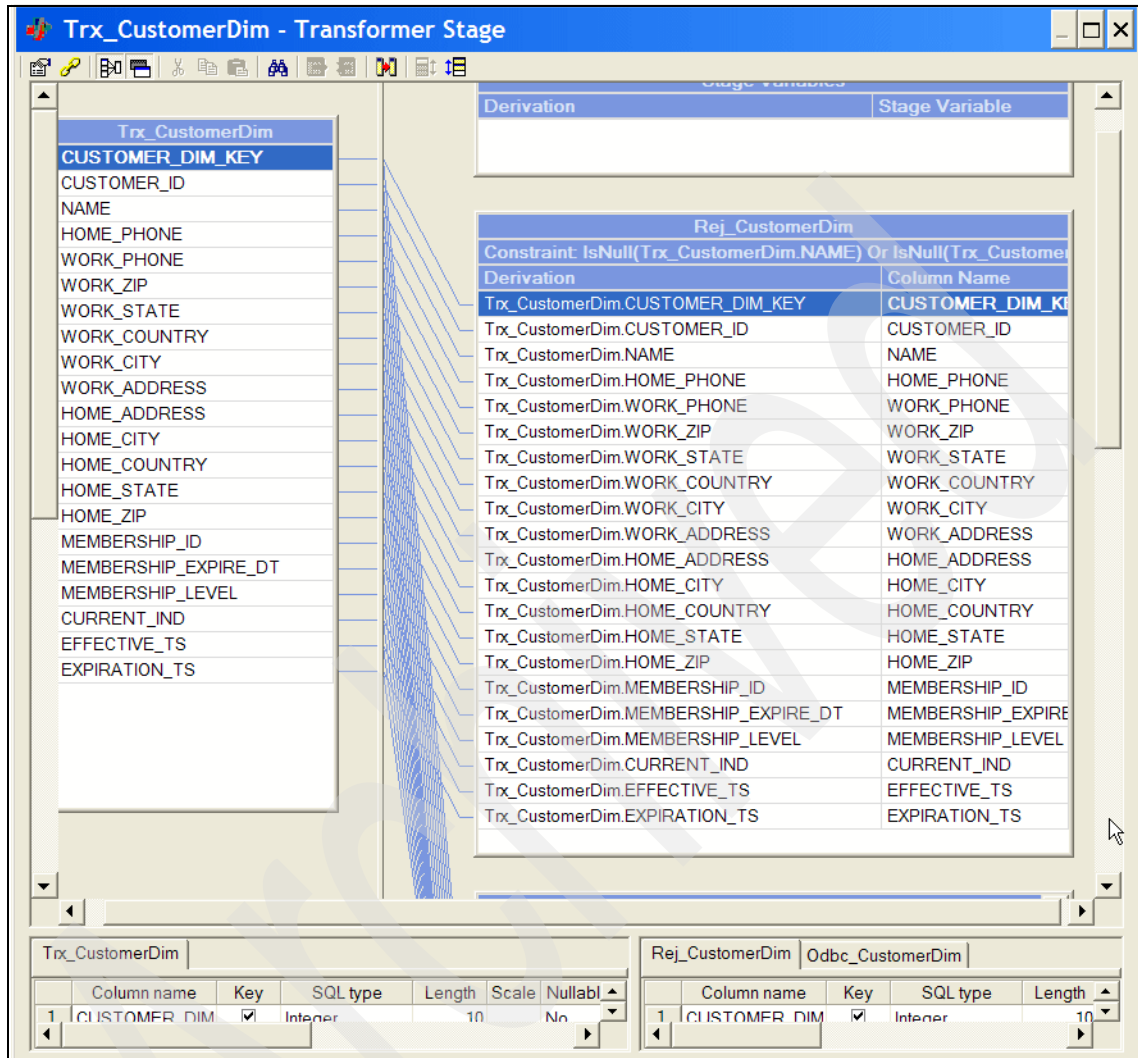 Trx_CustomerDim - Transformer Stage
Stage Variables
Derivation Stage Variable
Trx_CustomerDim
CUSTOMER_DIM_KEY
CUSTOMER_ID
NAME
HOME_PHONE
WORK_PHONE
WORK_ZIP
WORK_STATE
WORK_COUNTRY
WORK_CITY
WORK_ADDRESS
HOME_ADDRESS
HOME_CITY
HOME_COUNTRY
HOME_STATE
HOME_ZIP
MEMBERSHIP_ID
MEMBERSHIP_EXPIRE_DT
MEMBERSHIP_LEVEL
CURRENT_IND
EFFECTIVE_TS
EXPIRATION_TS
Rej_CustomerDim
Constraint: IsNull(Trx_CustomerDim.NAME) Or IsNull(Trx_Customer
Derivation Column Name
Trx_CustomerDim.CUSTOMER_DIM_KEY CUSTOMER_DIM_KE
Trx_CustomerDim.CUSTOMER_ID CUSTOMER_ID
Trx_CustomerDim.NAME NAME
Trx_CustomerDim.HOME_PHONE HOME_PHONE
Trx_CustomerDim.WORK_PHONE WORK_PHONE
Trx_CustomerDim.WORK_ZIP WORK_ZIP
Trx_CustomerDim.WORK_STATE WORK_STATE
Trx_CustomerDim.WORK_COUNTRY WORK_COUNTRY
Trx_CustomerDim.WORK_CITY WORK_CITY
Trx_CustomerDim.WORK_ADDRESS WORK_ADDRESS
Trx_CustomerDim.HOME_ADDRESS HOME_ADDRESS
Trx_CustomerDim.HOME_CITY HOME_CITY
Trx_CustomerDim.HOME_COUNTRY HOME_COUNTRY
Trx_CustomerDim.HOME_STATE HOME_STATE
Trx_CustomerDim.HOME_ZIP HOME_ZIP
Trx_CustomerDim.MEMBERSHIP_ID MEMBERSHIP_ID
Trx_CustomerDim.MEMBERSHIP_EXPIRE_DT MEMBERSHIP_EXPIRE
Trx_CustomerDim.MEMBERSHIP_LEVEL MEMBERSHIP_LEVEL
Trx_CustomerDim.CURRENT_IND CURRENT_IND
Trx_CustomerDim.EFFECTIVE_TS EFFECTIVE_TS
Trx_CustomerDim.EXPIRATION_TS EXPIRATION_TS
Trx_CustomerDim
Column name Key SQL type Length Scale Nullabl
1 CUSTOMER_DIM Integer 10 No
Rej_CustomerDim Odbc_CustomerDim
Column name Key SQL type Length
1 CUSTOMER_DIM Integer 10
Archived